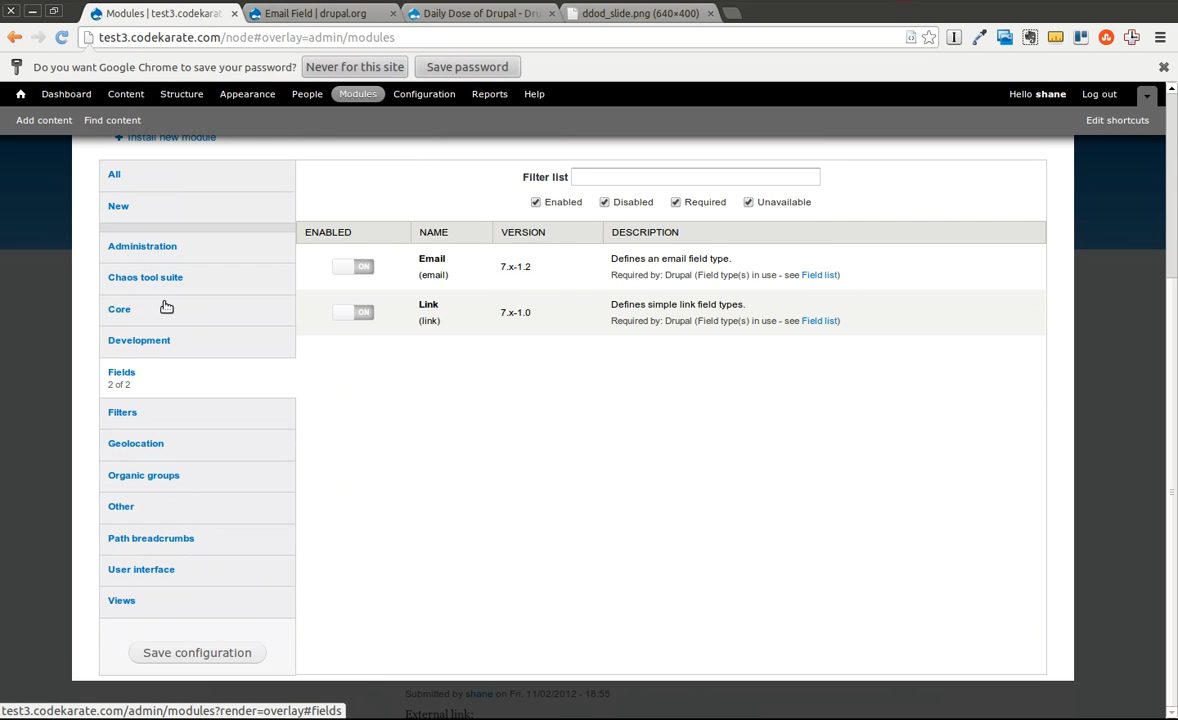 Modules | test3.codekarat
Email Field | drupal.org
Daily Dose of Drupal - Dru
ddod_slide.png (640×400)
test3.codekarate.com/node#overlay=admin/modules
Do you want Google Chrome to save your password?
Never for this site
Save password
Dashboard
Content
Structure
Appearance
People
Modules
Configuration
Reports
Help
Hello shane
Log out
Add content
Find content
Edit shortcuts
+ Install new module
All
New
Administration
Chaos tool suite
Core
Development
Fields
2 of 2
Filters
Geolocation
Organic groups
Other
Path breadcrumbs
User interface
Views
Save configuration
Filter list
Enabled
Disabled
Required
Unavailable
ENABLED
NAME
VERSION
DESCRIPTION
ON
Email
(email)
7.x-1.2
Defines an email field type.
Required by: Drupal (Field type(s) in use - see Field list)
ON
Link
(link)
7.x-1.0
Defines simple link field types.
Required by: Drupal (Field type(s) in use - see Field list)
Submitted by shane on Fri, 11/02/2012 - 18:55
External link:
test3.codekarate.com/admin/modules?render=overlay#fields